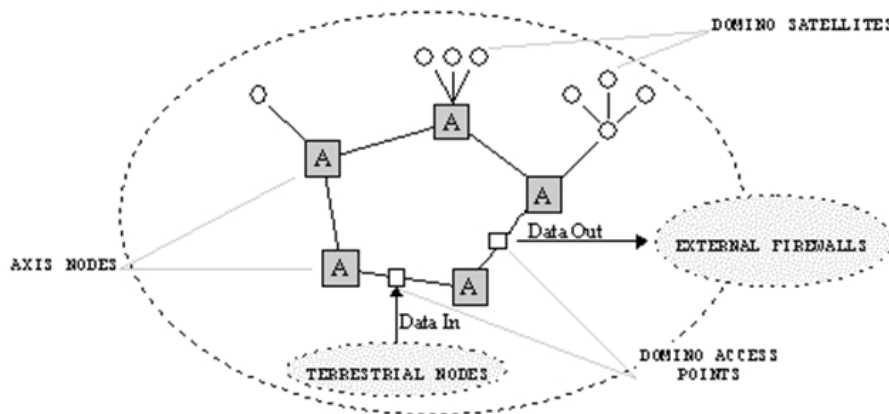 DOMINO SATELLITES
A
A
A
Data Out
EXTERNAL FIREWALLS
AXIS NODES
A
A
Data In
TERRESTRIAL NODES
DOMINO ACCESS
POINTS